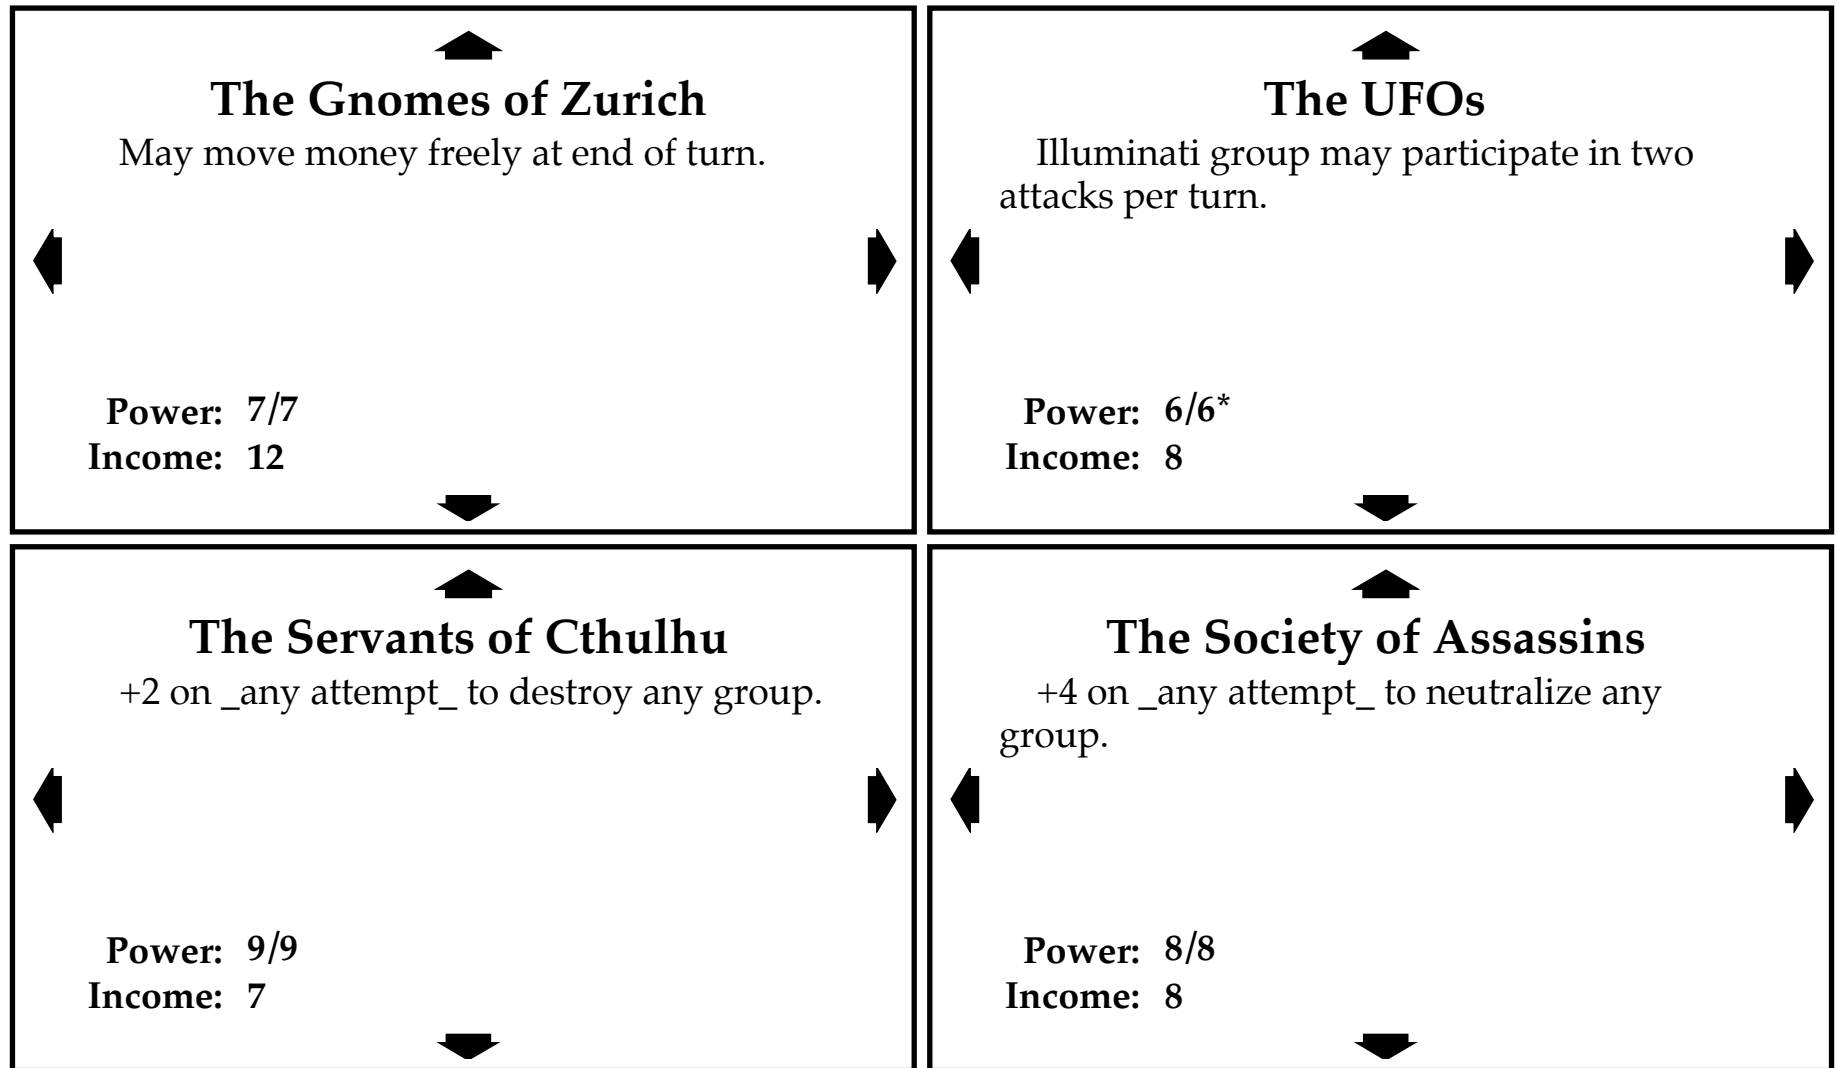 The Gnomes of Zurich
May move money freely at end of turn.
Power: 7/7
Income: 12
The UFOs
Illuminati group may participate in two
attacks per turn.
Power: 6/6*
Income: 8
The Servants of Cthulhu
+2 on _any attempt_ to destroy any group.
Power: 9/9
Income: 7
The Society of Assassins
+4 on _any attempt_ to neutralize any
group.
Power: 8/8
Income: 8